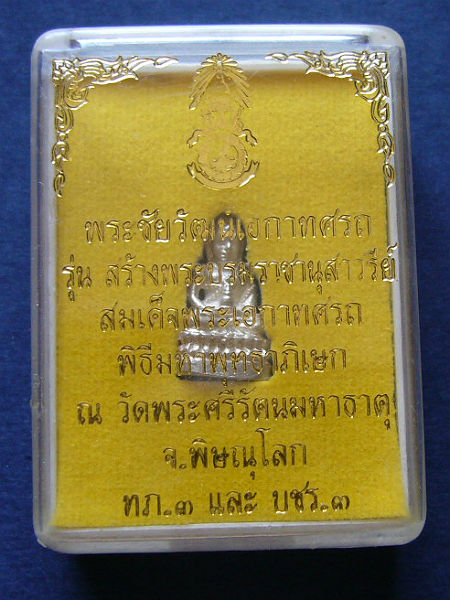 พระชัยวัฒน์เอกาทศรถ
รุ่น สร้างพระบรมราชานุสาวรีย์
สมเด็จพระเอกาทศรถ
พิธีมหาพุทธาภิเษก
ณ วัดพระศรีรัตนมหาธาตุ
จ.พิษณุโลก
ทภ.๓ และ บชร.๓